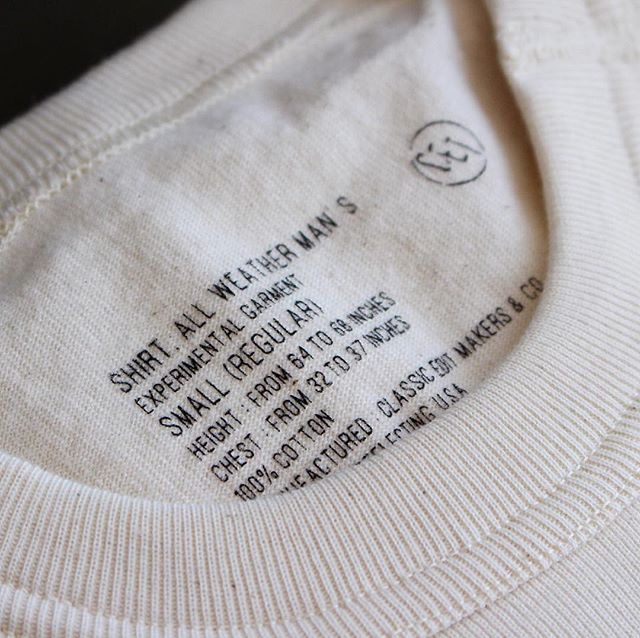 SHIRT, ALL WEATHER MAN'S
EXPERIMENTAL GARMENT
SMALL (REGULAR)
HEIGHT : FROM 64 TO 68 INCHES
CHEST : FROM 32 TO 37 INCHES
100% COTTON
CLASSIC EDIT MAKERS & CO
USA